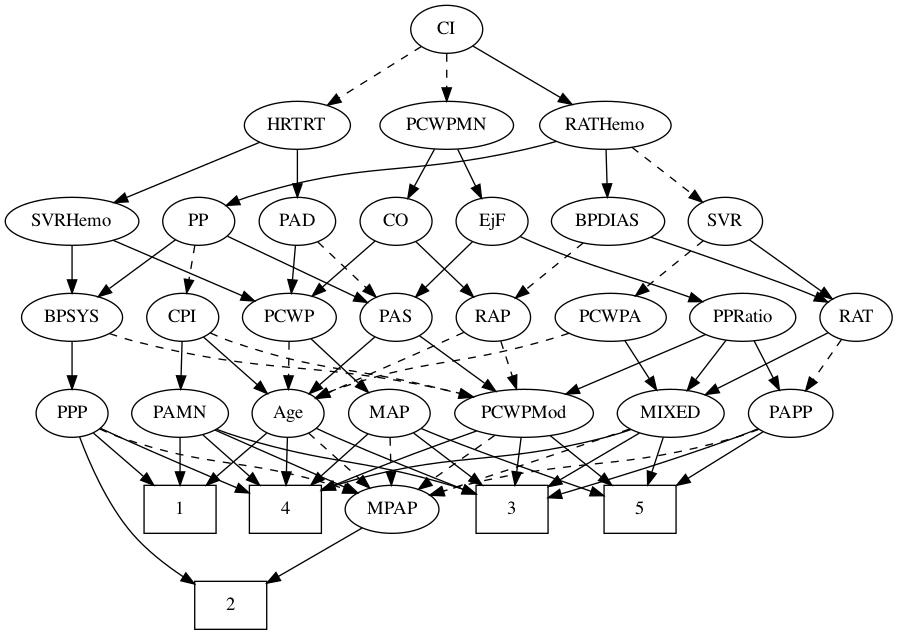 CI
HRTRT
PCWPMN
RATHemo
SVRHemo
PP
PAD
CO
EjF
BPDIAS
SVR
BPSYS
CPI
PCWP
PAS
RAP
PCWPA
PPRatio
RAT
PPP
PAMN
Age
MAP
PCWPMod
MIXED
PAPP
1
4
MPAP
3
5
2